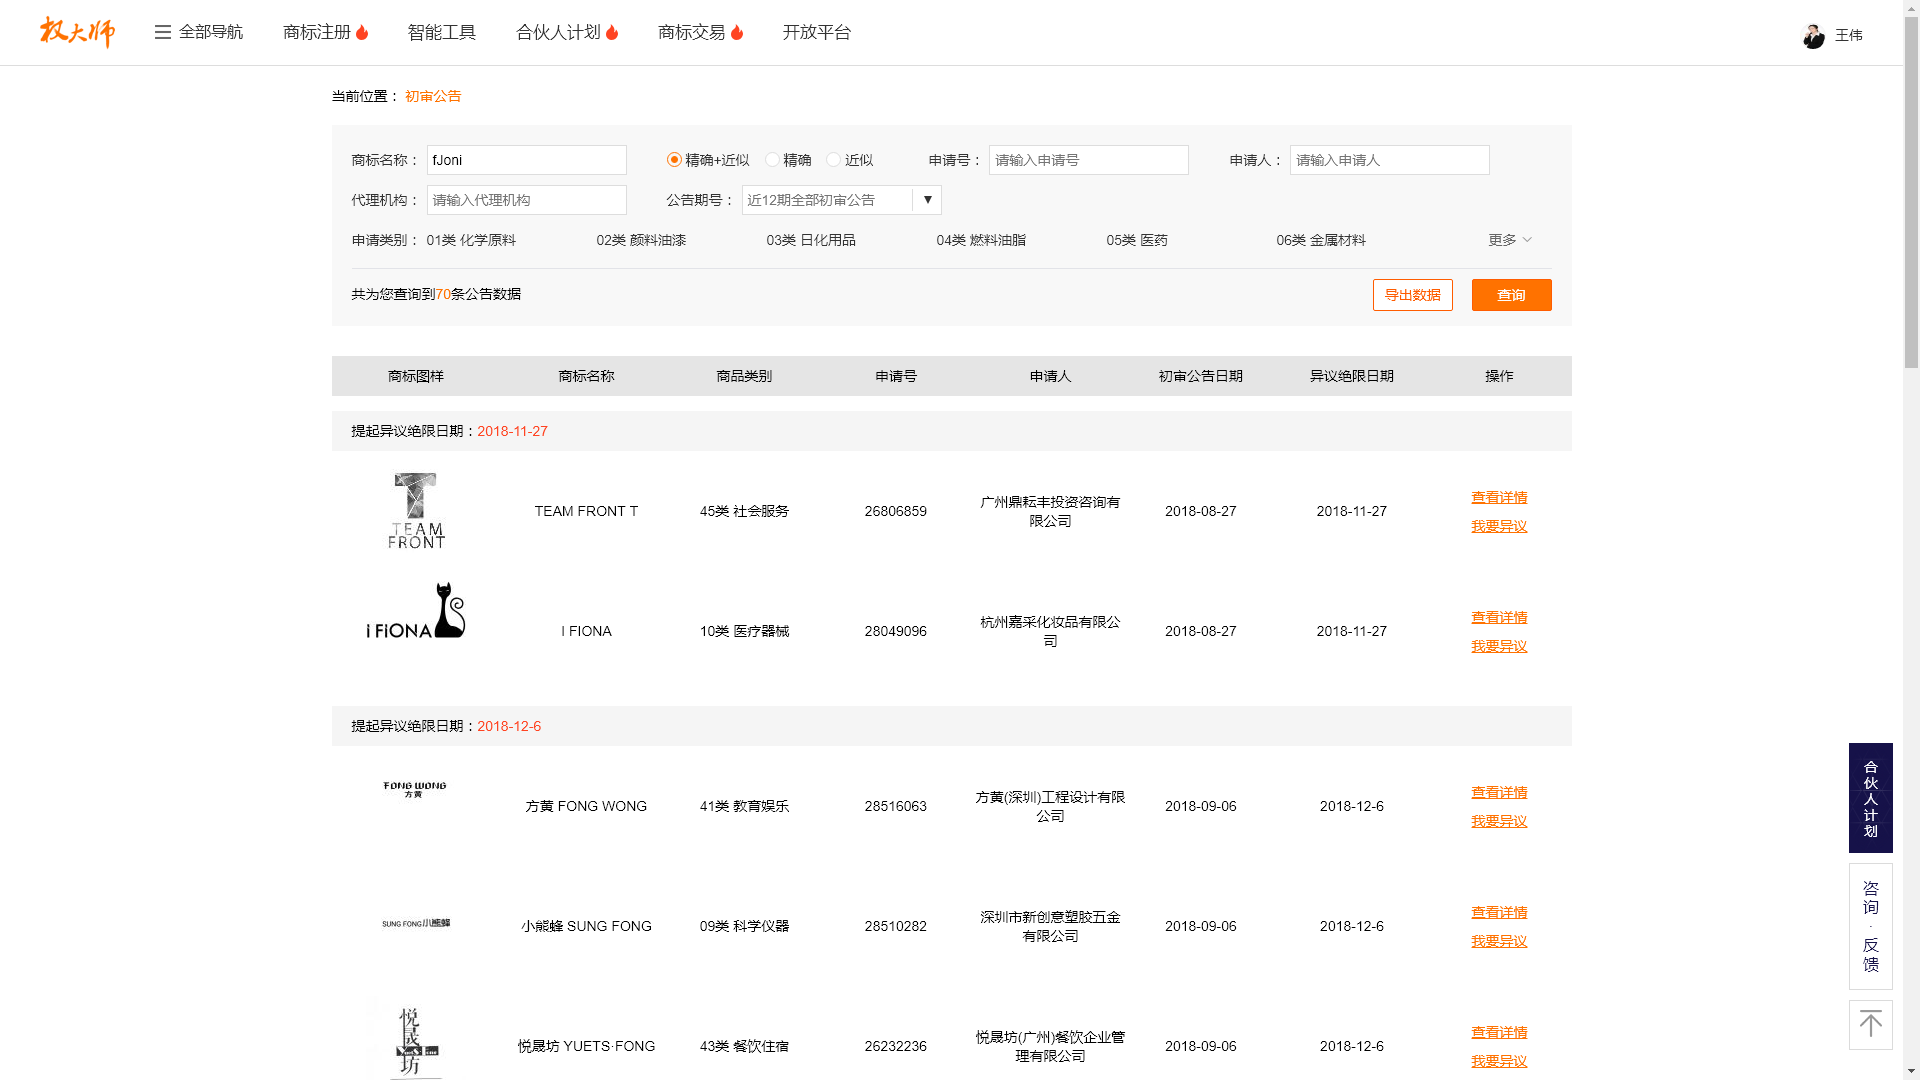 权大师 全部导航 商标注册 智能工具 合伙人计划 商标交易 开放平台 王伟
当前位置： 初审公告
商标名称： fJoni 精确+近似 精确 近似 申请号： 请输入申请号 申请人： 请输入申请人
代理机构： 请输入代理机构 公告期号： 近12期全部初审公告 ▼
申请类别： 01类 化学原料 02类 颜料油漆 03类 日化用品 04类 燃料油脂 05类 医药 06类 金属材料 更多
共为您查询到70条公告数据 导出数据 查询
商标图样 商标名称 商品类别 申请号 申请人 初审公告日期 异议绝限日期 操作
提起异议绝限日期：2018-11-27
T
TEAM
FRONT
TEAM FRONT T 45类 社会服务 26806859 广州鼎耘丰投资咨询有
限公司 2018-08-27 2018-11-27 查看详情
我要异议
i FiONA
I FIONA 10类 医疗器械 28049096 杭州嘉采化妆品有限公
司 2018-08-27 2018-11-27 查看详情
我要异议
提起异议绝限日期：2018-12-6
FONG WONG
方黄
方黄 FONG WONG 41类 教育娱乐 28516063 方黄(深圳)工程设计有限
公司 2018-09-06 2018-12-6 查看详情
我要异议
SUNG FONG小熊蜂
小熊蜂 SUNG FONG 09类 科学仪器 28510282 深圳市新创意塑胶五金
有限公司 2018-09-06 2018-12-6 查看详情
我要异议
悦晟坊
悦晟坊 YUETS·FONG 43类 餐饮住宿 26232236 悦晟坊(广州)餐饮企业管
理有限公司 2018-09-06 2018-12-6 查看详情
我要异议
合伙人计划
咨询·反馈